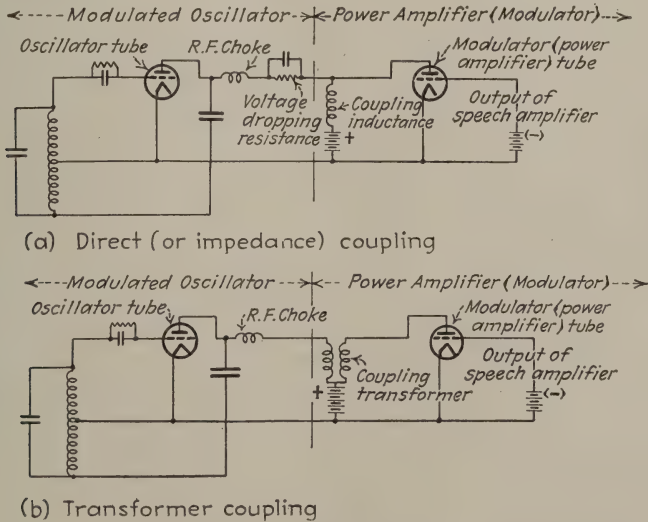 Modulated Oscillator
Power Amplifier (Modulator)
Oscillator tube
R.F. Choke
Modulator (power
amplifier) tube
Voltage
dropping
resistance
Coupling
inductance
+
Output of
speech amplifier
(-)
(a) Direct (or impedance) coupling
Modulated Oscillator
Power Amplifier (Modulator)
Oscillator tube
R.F. Choke
Modulator (power
amplifier) tube
+
Coupling
transformer
Output of
speech amplifier
(-)
(b) Transformer coupling